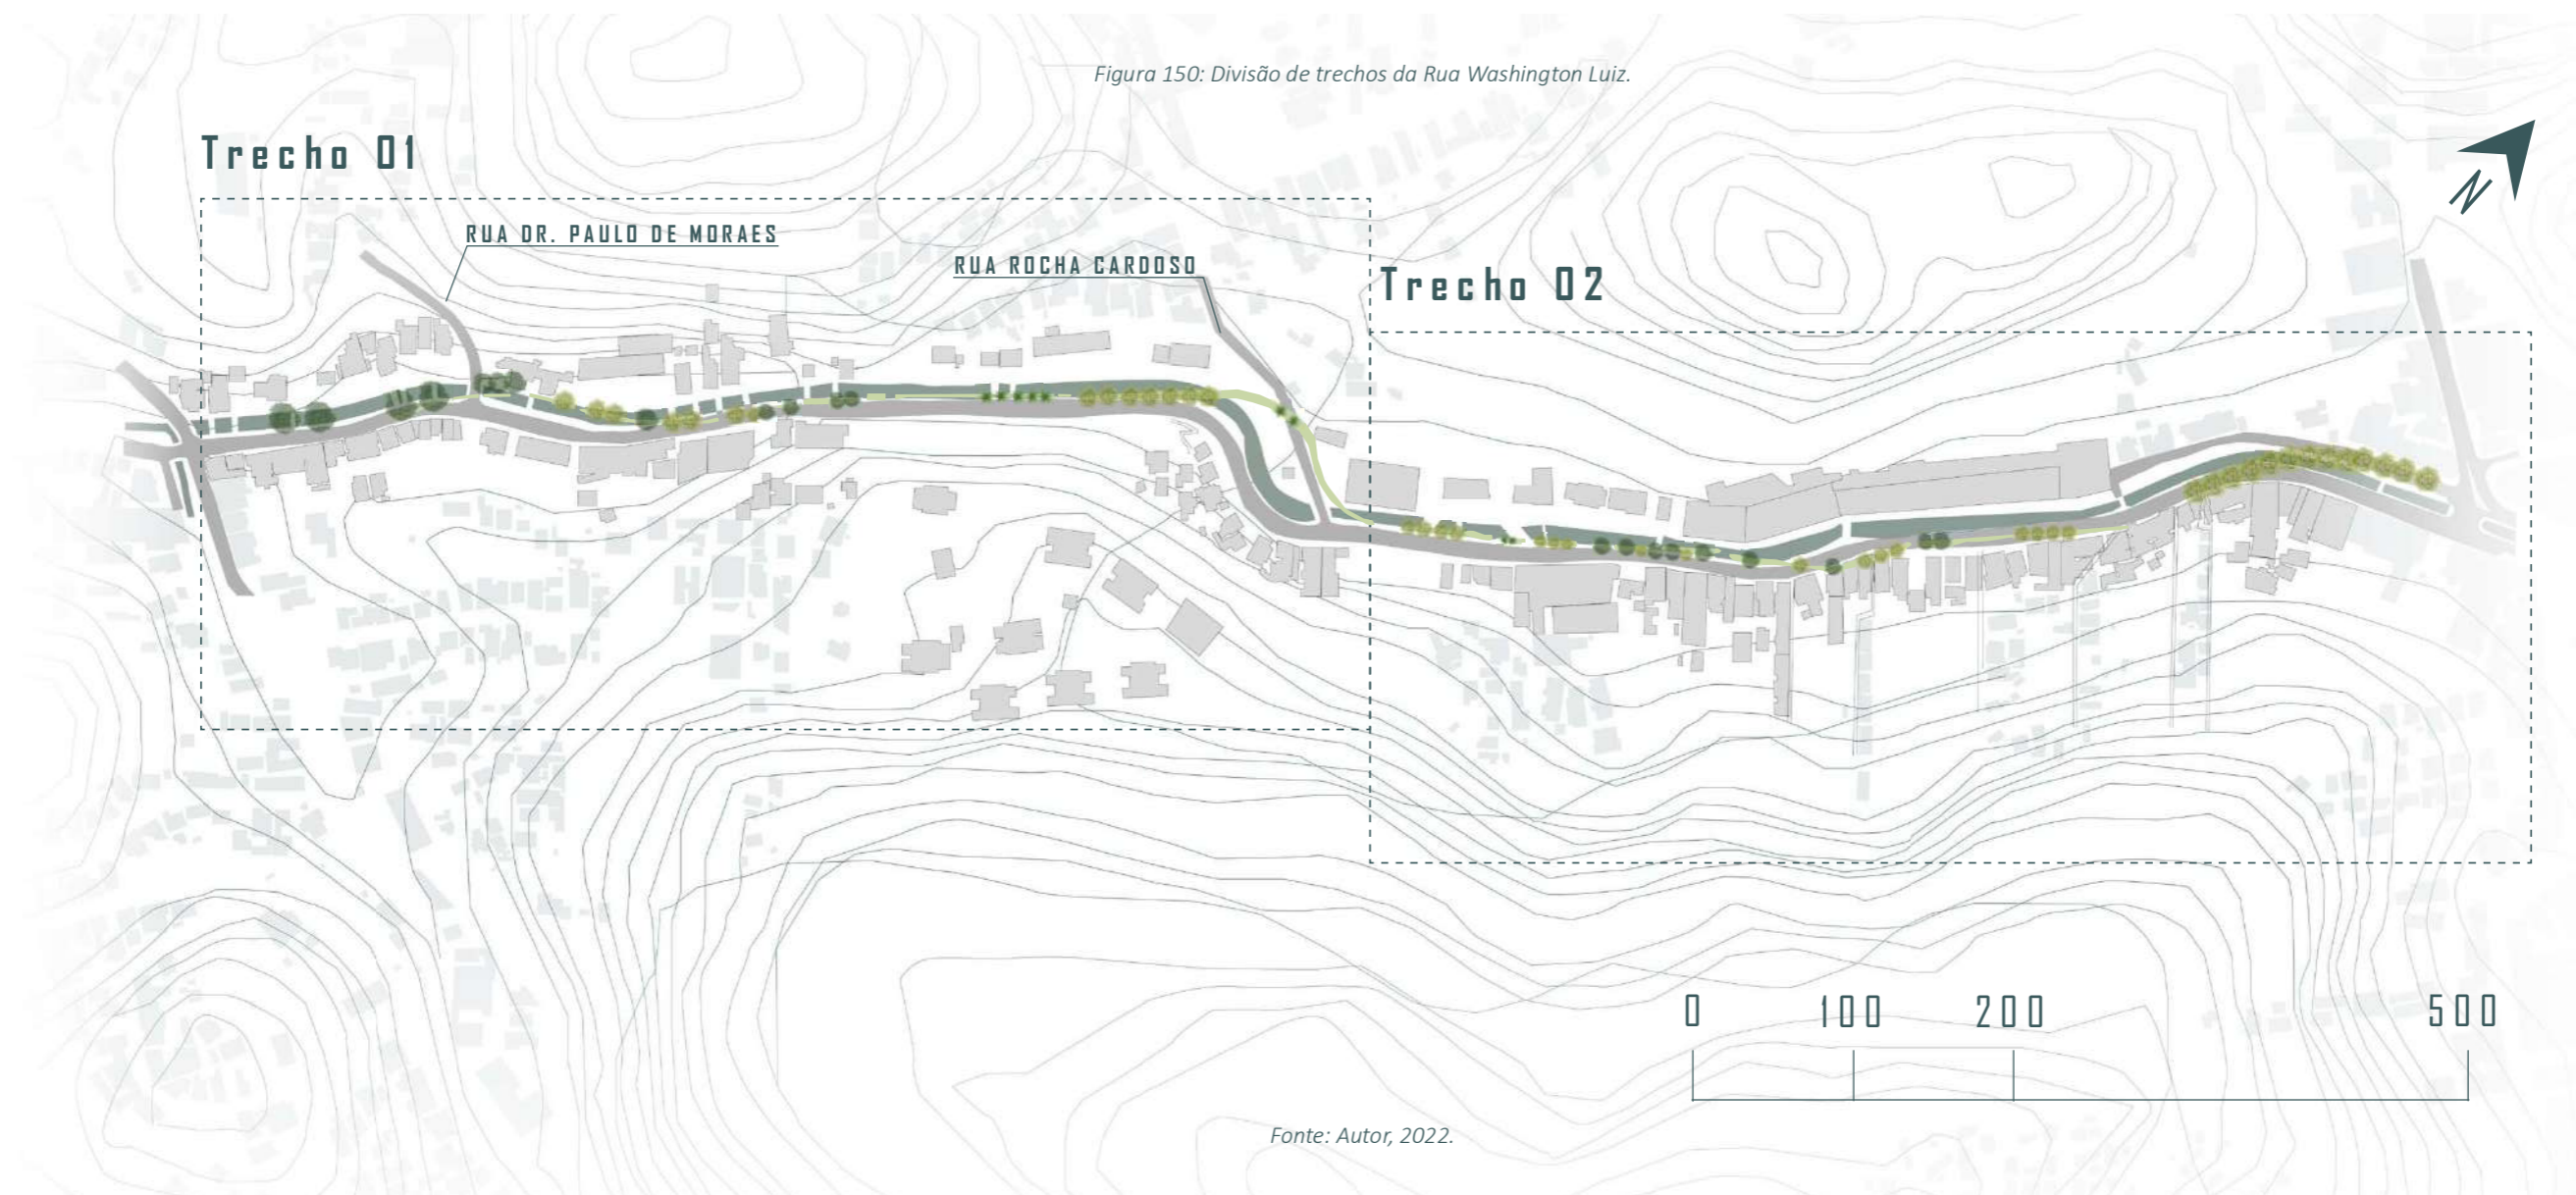 Figura 150: Divisão de trechos da Rua Washington Luiz.
Trecho 01
N
RUA DR. PAULO DE MORAES
RUA ROCHA CARDOSO
Trecho 02
0 100 200 500
Fonte: Autor, 2022.